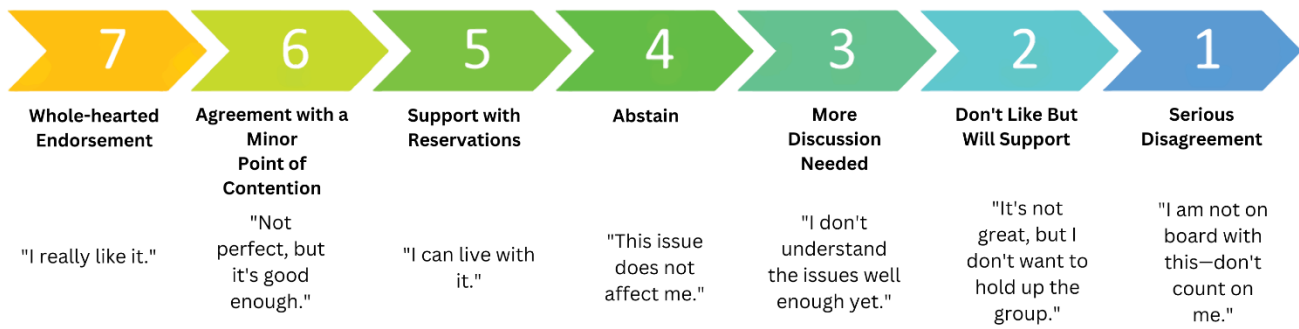 7
6
5
4
3
2
1
Whole-hearted
Endorsement
Agreement with a
Minor
Point of
Contention
Support with
Reservations
Abstain
More
Discussion
Needed
Don't Like But
Will Support
Serious
Disagreement
"I really like it."
"Not
perfect, but
it's good
enough."
"I can live with
it."
"This issue
does not
affect me."
"I don't
understand
the issues well
enough yet."
"It's not
great, but I
don't want to
hold up the
group."
"I am not on
board with
this—don't
count on
me."